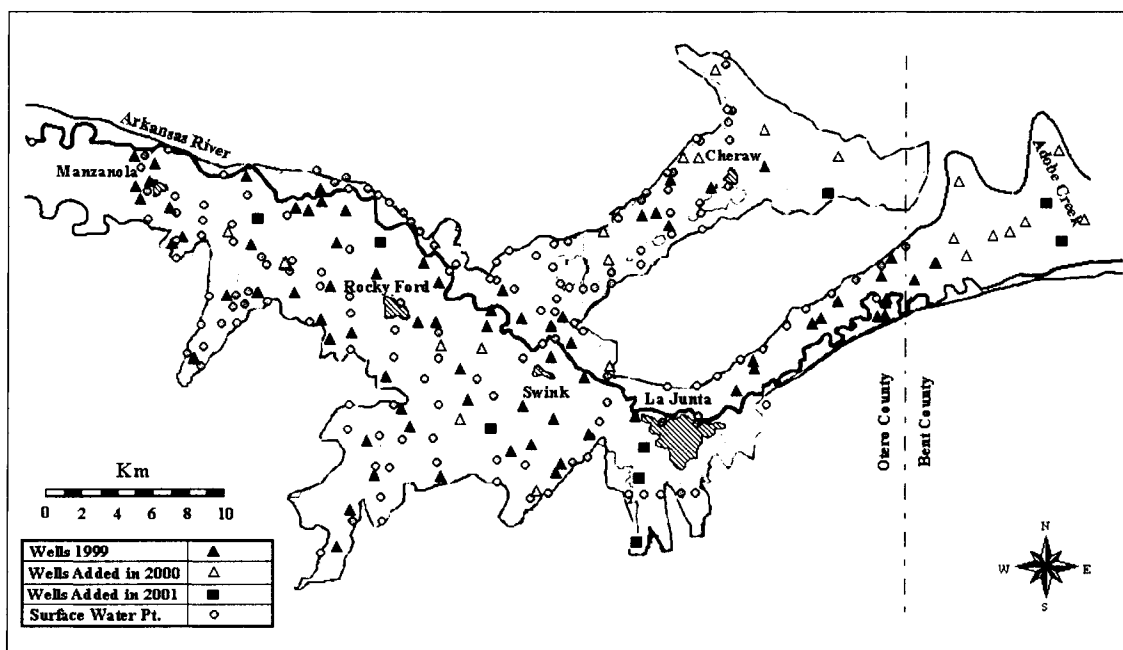 Arkansas River
Manzanola
Cheraw
Adobe Creek
Rocky Ford
Swink
La Junta
Otero County
Bent County
Km
0 2 4 6 8 10
Wells 1999
Wells Added in 2000
Wells Added in 2001
Surface Water Pt.
N
W E
S